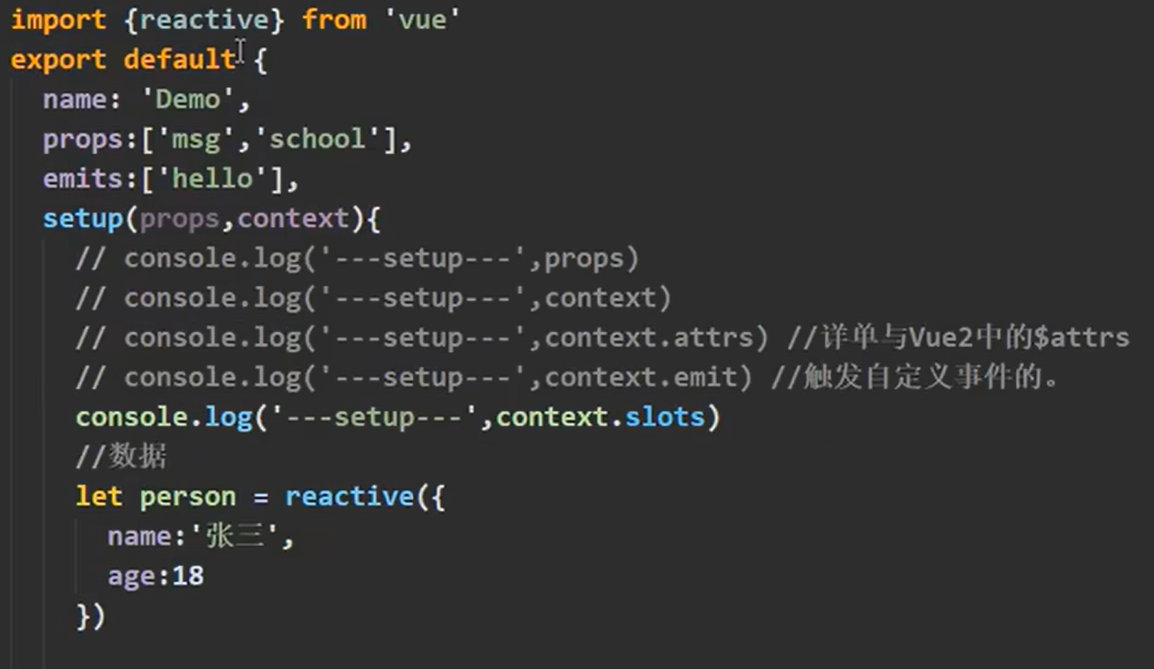 import {reactive} from 'vue'
export default {
name: 'Demo',
props:['msg','school'],
emits:['hello'],
setup(props,context){
// console.log('---setup---',props)
// console.log('---setup---',context)
// console.log('---setup---',context.attrs) //详单与Vue2中的$attrs
// console.log('---setup---',context.emit) //触发自定义事件的。
console.log('---setup---',context.slots)
//数据
let person = reactive({
name:'张三',
age:18
})